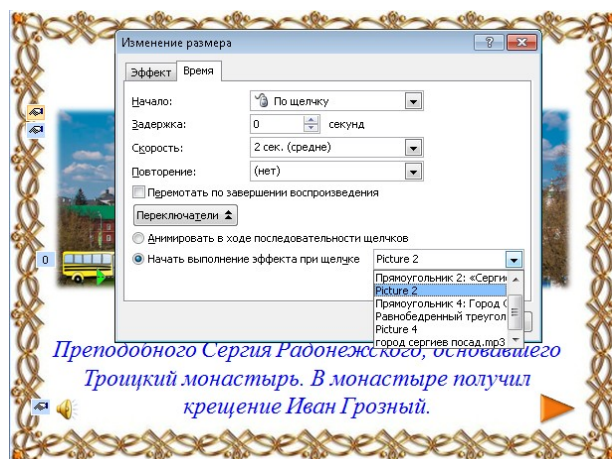 Изменение размера
Эффект Время
Начало: По щелчку
Задержка: 0 секунд
Скорость: 2 сек. (средне)
Повторение: (нет)
Перемотать по завершении воспроизведения
Переключатели
Анимировать в ходе последовательности щелчков
Начать выполнение эффекта при щелчке Picture 2
Прямоугольник 2: «Серги
Picture 2
0
Прямоугольник 4: Город (
Равнобедренный треугол
Picture 4
город сергиев посад.mp3
Преподобного Сергия Радонежского, основавшего
Троицкий монастырь. В монастыре получил
крещение Иван Грозный.